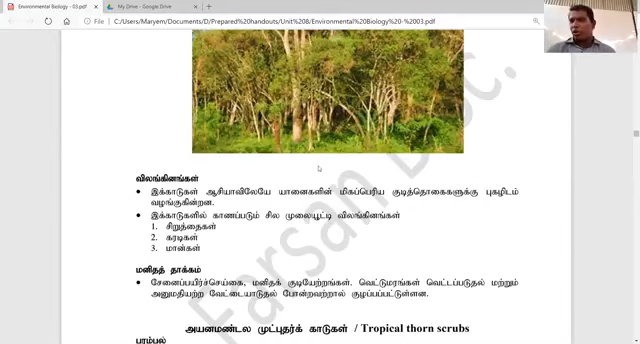 Environmental Biology - 03.pdf
My Drive - Google Drive
File
C:/Users/Maryem/Documents/D/Prepared%20handouts/Unit%208/Environmental%20Biology%20-%2003.pdf
விலங்கினங்கள்
• இக்காடுகள் ஆசியாவிலேயே யானைகளின் மிகப்பெரிய குடித்தொகைகளுக்கு புகழிடம்
வழங்குகின்றன.
• இக்காடுகளில் காணப்படும் சில முலையூட்டி விலங்கினங்கள்
1. சிறுத்தைகள்
2. கரடிகள்
3. மான்கள்
மனிதத் தாக்கம்
• சேனைப்பயிர்ச்செய்கை, மனிதக் குடியேற்றங்கள். வெட்டுமரங்கள் வெட்டப்படுதல் மற்றும்
அனுமதியற்ற வேட்டையாடுதல் போன்றவற்றால் குழப்பப்பட்டுள்ளன.
அயனமண்டல முட்புதர்க் காடுகள் / Tropical thorn scrubs
பரம்பல்
Farsan BSc.